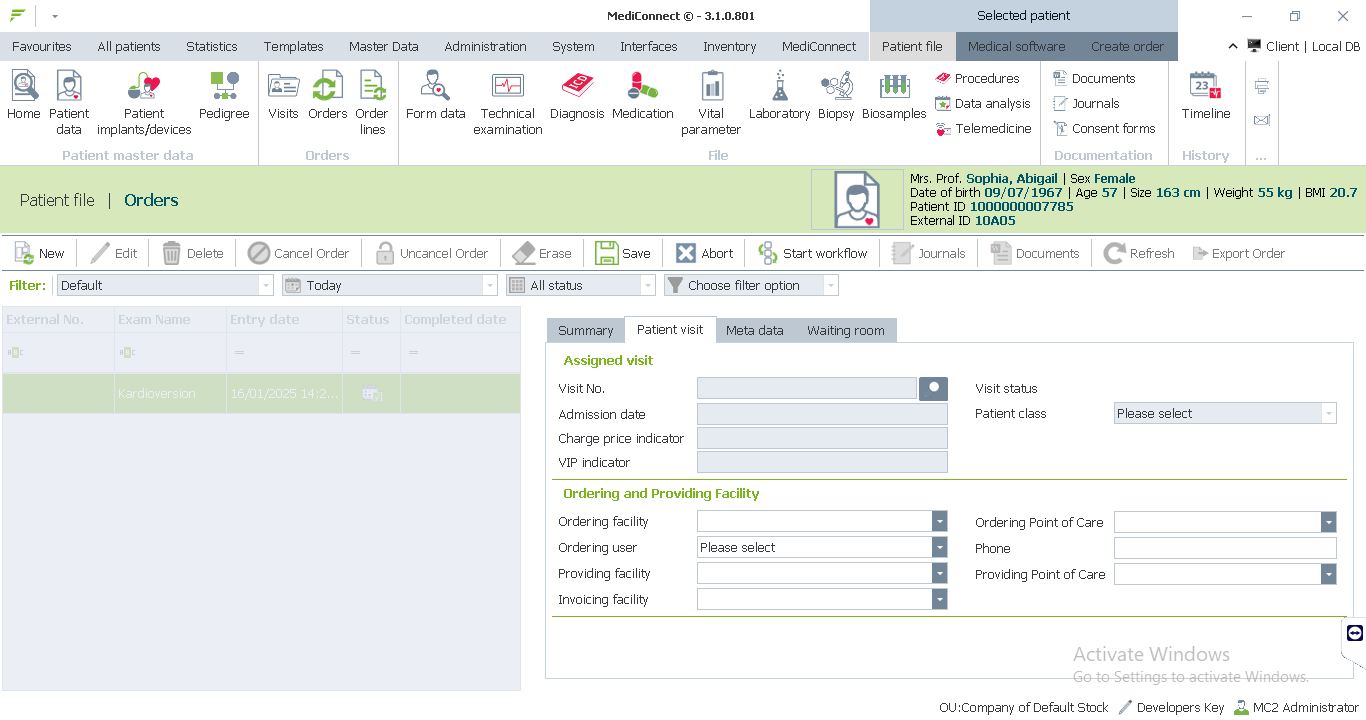 MediConnect © - 3.1.0.801
Selected patient
Favourites All patients Statistics Templates Master Data Administration System Interfaces Inventory MediConnect Patient file Medical software Create order Client | Local DB
Home Patient data Patient implants/devices Pedigree
Patient master data
Visits Orders Order lines
Orders
Form data Technical examination Diagnosis Medication Vital parameter Laboratory Biopsy Biosamples
Procedures
Data analysis
Telemedicine
File
Documents
Journals
Consent forms
Documentation
23
Timeline
History
...
Patient file | Orders
Mrs. Prof. Sophia, Abigail | Sex Female
Date of birth 09/07/1967 | Age 57 | Size 163 cm | Weight 55 kg | BMI 20.7
Patient ID 1000000007785
External ID 10A05
New Edit Delete Cancel Order Uncancel Order Erase Save Abort Start workflow Journals Documents Refresh Export Order
Filter: Default Today All status Choose filter option
External No. Exam Name Entry date Status Completed date
= = =
Kardioversion 16/01/2025 14:2...
Summary Patient visit Meta data Waiting room
Assigned visit
Visit No. Visit status
Admission date Patient class Please select
Charge price indicator
VIP indicator
Ordering and Providing Facility
Ordering facility Ordering Point of Care
Ordering user Please select Phone
Providing facility Providing Point of Care
Invoicing facility
Activate Windows
Go to Settings to activate Windows.
OU:Company of Default Stock Developers Key MC2 Administrator